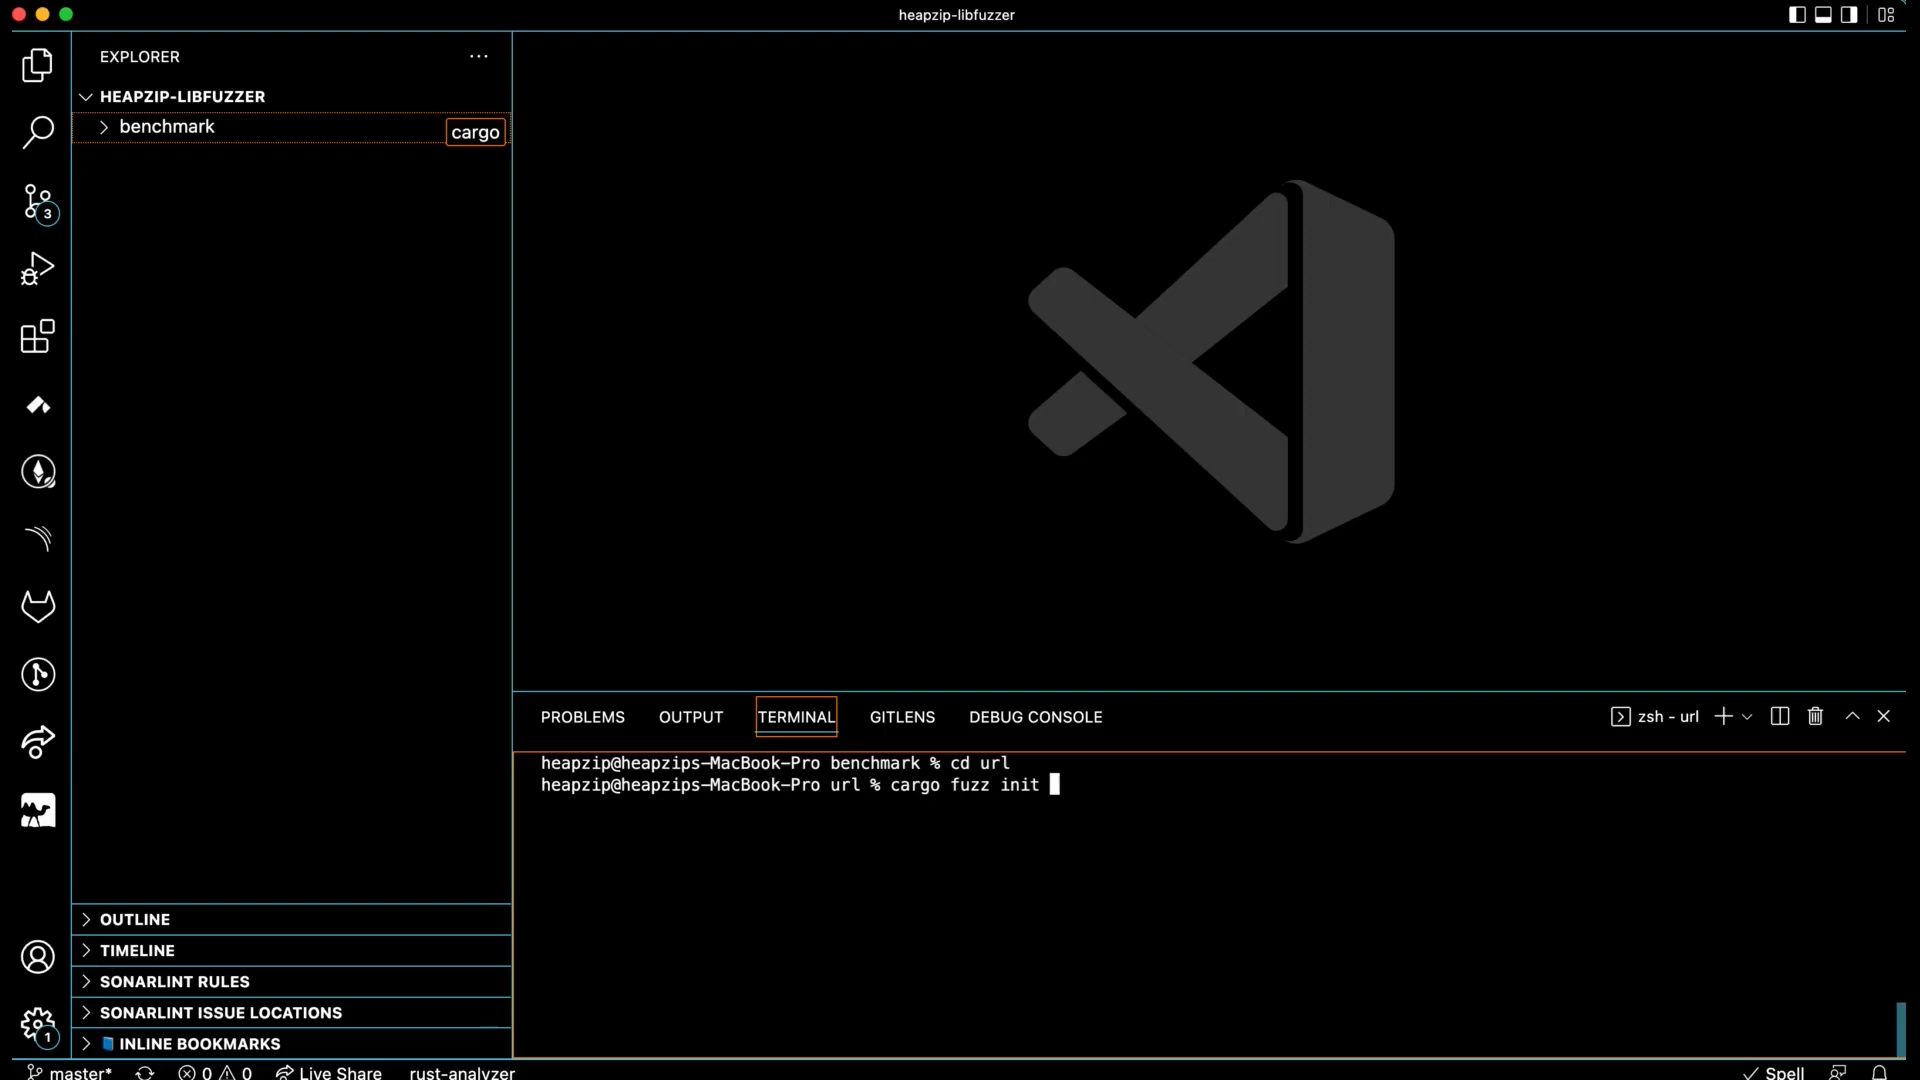 heapzip-libfuzzer
EXPLORER
HEAPZIP-LIBFUZZER
benchmark
cargo
3
PROBLEMS OUTPUT TERMINAL GITLENS DEBUG CONSOLE
zsh - url
heapzip@heapzips-MacBook-Pro benchmark % cd url
heapzip@heapzips-MacBook-Pro url % cargo fuzz init
OUTLINE
TIMELINE
SONARLINT RULES
SONARLINT ISSUE LOCATIONS
1
INLINE BOOKMARKS
master* 0 0 Live Share rust-analyzer Spell